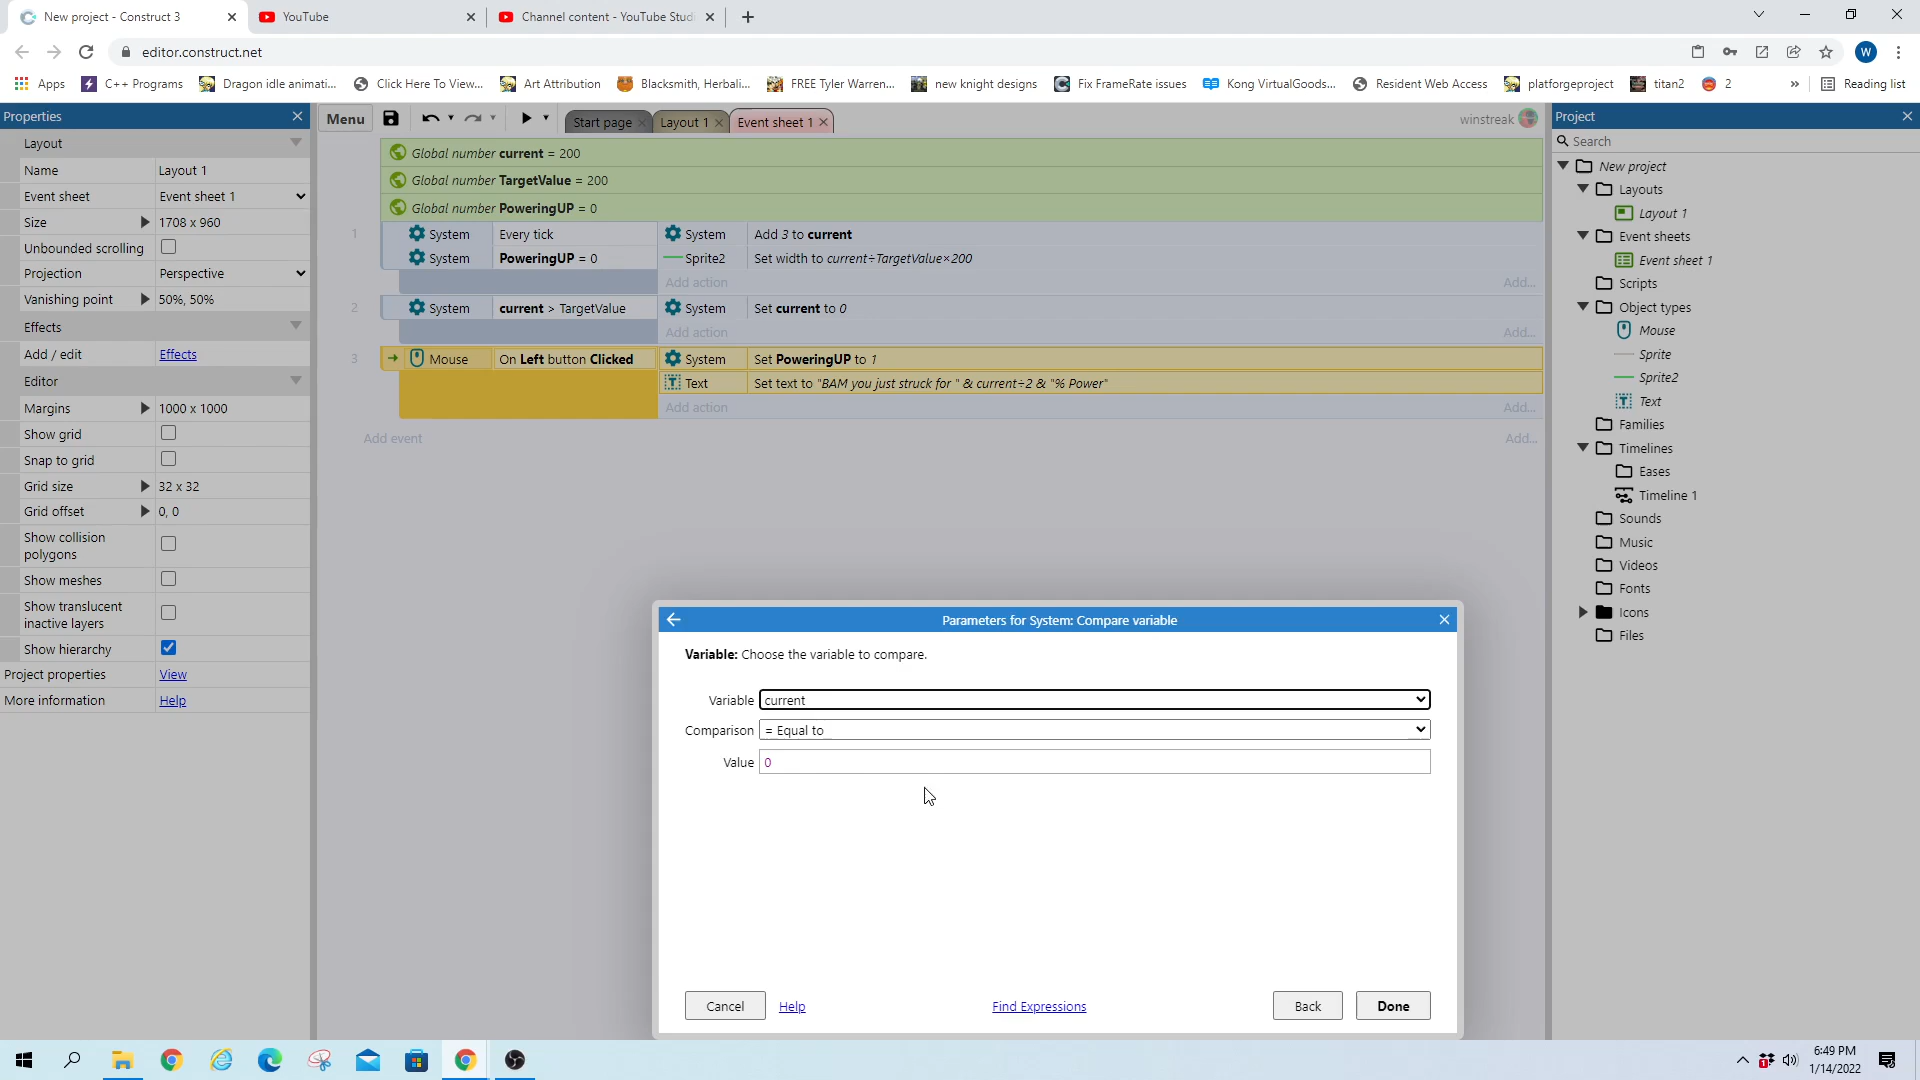 New project - Construct 3
YouTube
Channel content - YouTube Studi
editor.construct.net
W
Apps
C++ Programs
Dragon idle animati...
Click Here To View...
Art Attribution
Blacksmith, Herbali...
FREE Tyler Warren...
new knight designs
Fix FrameRate issues
Kong VirtualGoods...
Resident Web Access
platforgeproject
titan2
2
»
Reading list
Properties
Menu
Start page
Layout 1
Event sheet 1
winstreak
Project
Layout
Name Layout 1
Event sheet Event sheet 1
Size 1708 x 960
Unbounded scrolling
Projection Perspective
Vanishing point 50%, 50%
Effects
Add / edit Effects
Editor
Margins 1000 x 1000
Show grid
Snap to grid
Grid size 32 x 32
Grid offset 0, 0
Show collision
polygons
Show meshes
Show translucent
inactive layers
Show hierarchy
Project properties View
More information Help
Global number current = 200
Global number TargetValue = 200
Global number PoweringUP = 0
1 System Every tick System Add 3 to current
System PoweringUP = 0 Sprite2 Set width to current÷TargetValue×200
Add action Add...
2 System current > TargetValue System Set current to 0
Add action Add...
3 Mouse On Left button Clicked System Set PoweringUP to 1
Text Set text to "BAM you just struck for " & current÷2 & "% Power"
Add action Add...
Add event Add...
Search
New project
Layouts
Layout 1
Event sheets
Event sheet 1
Scripts
Object types
Mouse
Sprite
Sprite2
Text
Families
Timelines
Eases
Timeline 1
Sounds
Music
Videos
Fonts
Icons
Files
Parameters for System: Compare variable
Variable: Choose the variable to compare.
Variable current
Comparison = Equal to
Value 0
Cancel
Help
Find Expressions
Back
Done
6:49 PM
1/14/2022